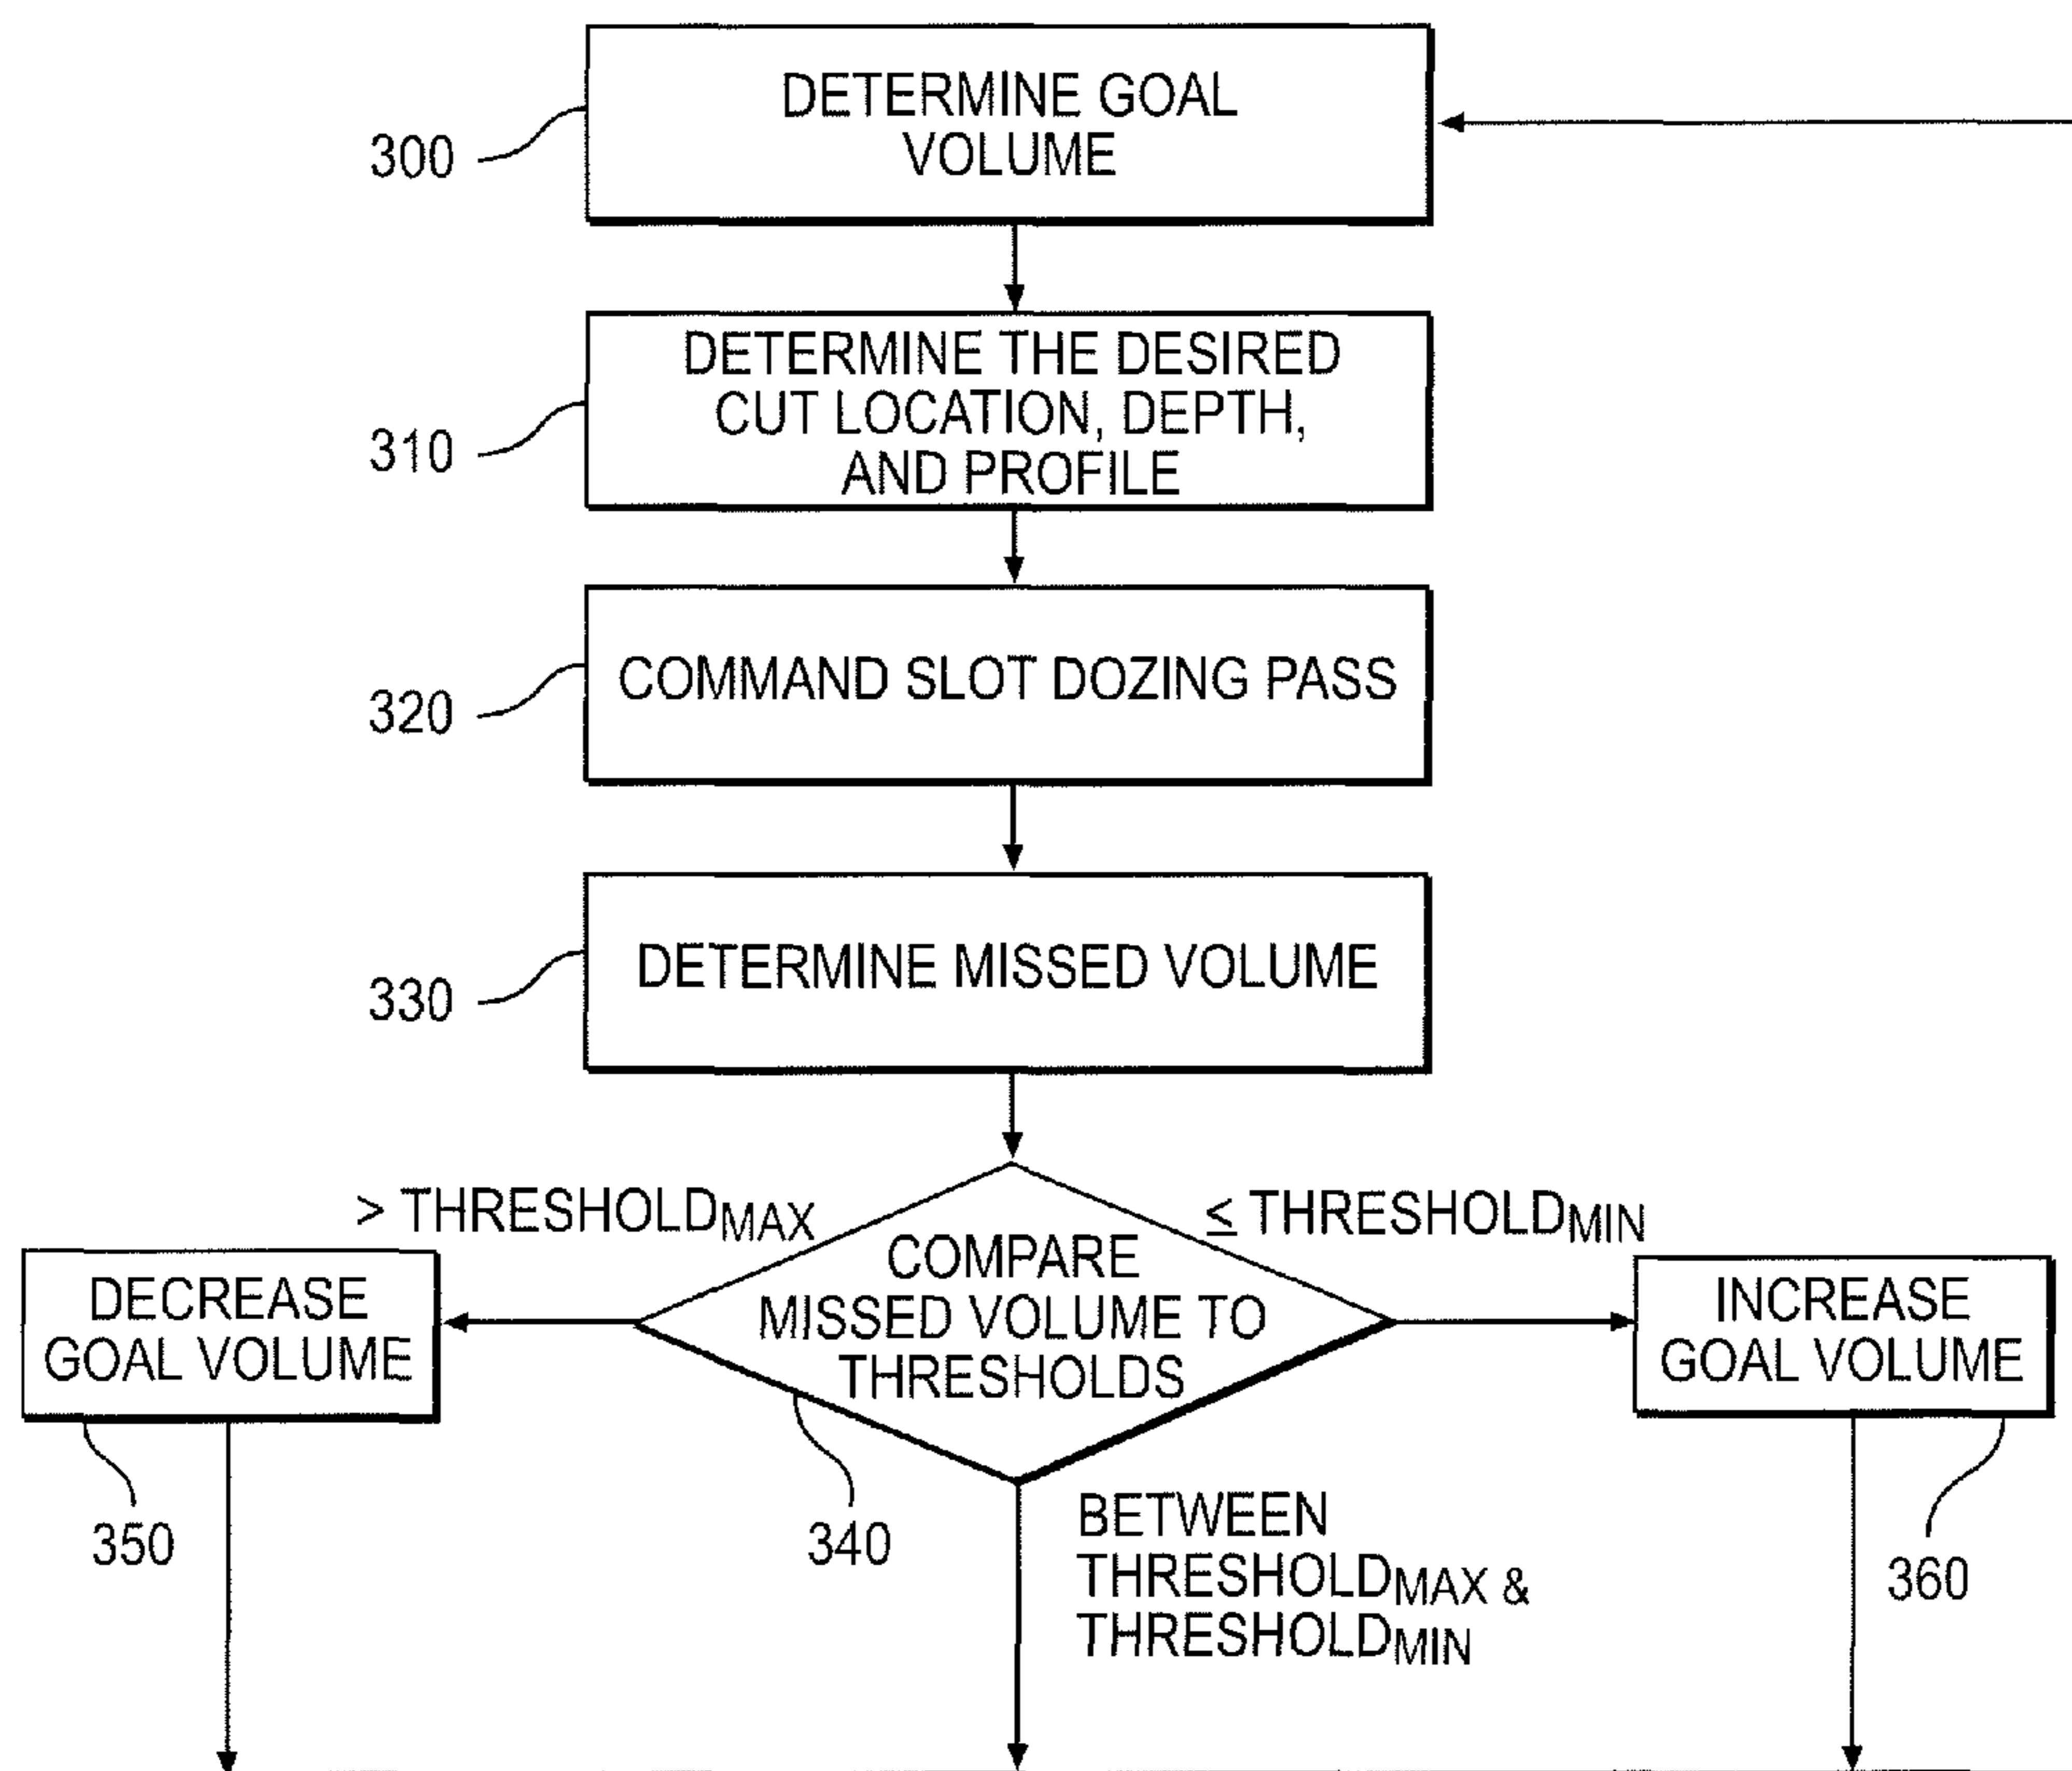 DETERMINE GOAL
VOLUME
300
DETERMINE THE DESIRED
CUT LOCATION, DEPTH,
AND PROFILE
310
COMMAND SLOT DOZING PASS
320
DETERMINE MISSED VOLUME
330
> THRESHOLDMAX
≤ THRESHOLDMIN
COMPARE
MISSED VOLUME TO
THRESHOLDS
DECREASE
GOAL VOLUME
INCREASE
GOAL VOLUME
350
340
BETWEEN
THRESHOLDMAX &
THRESHOLDMIN
360